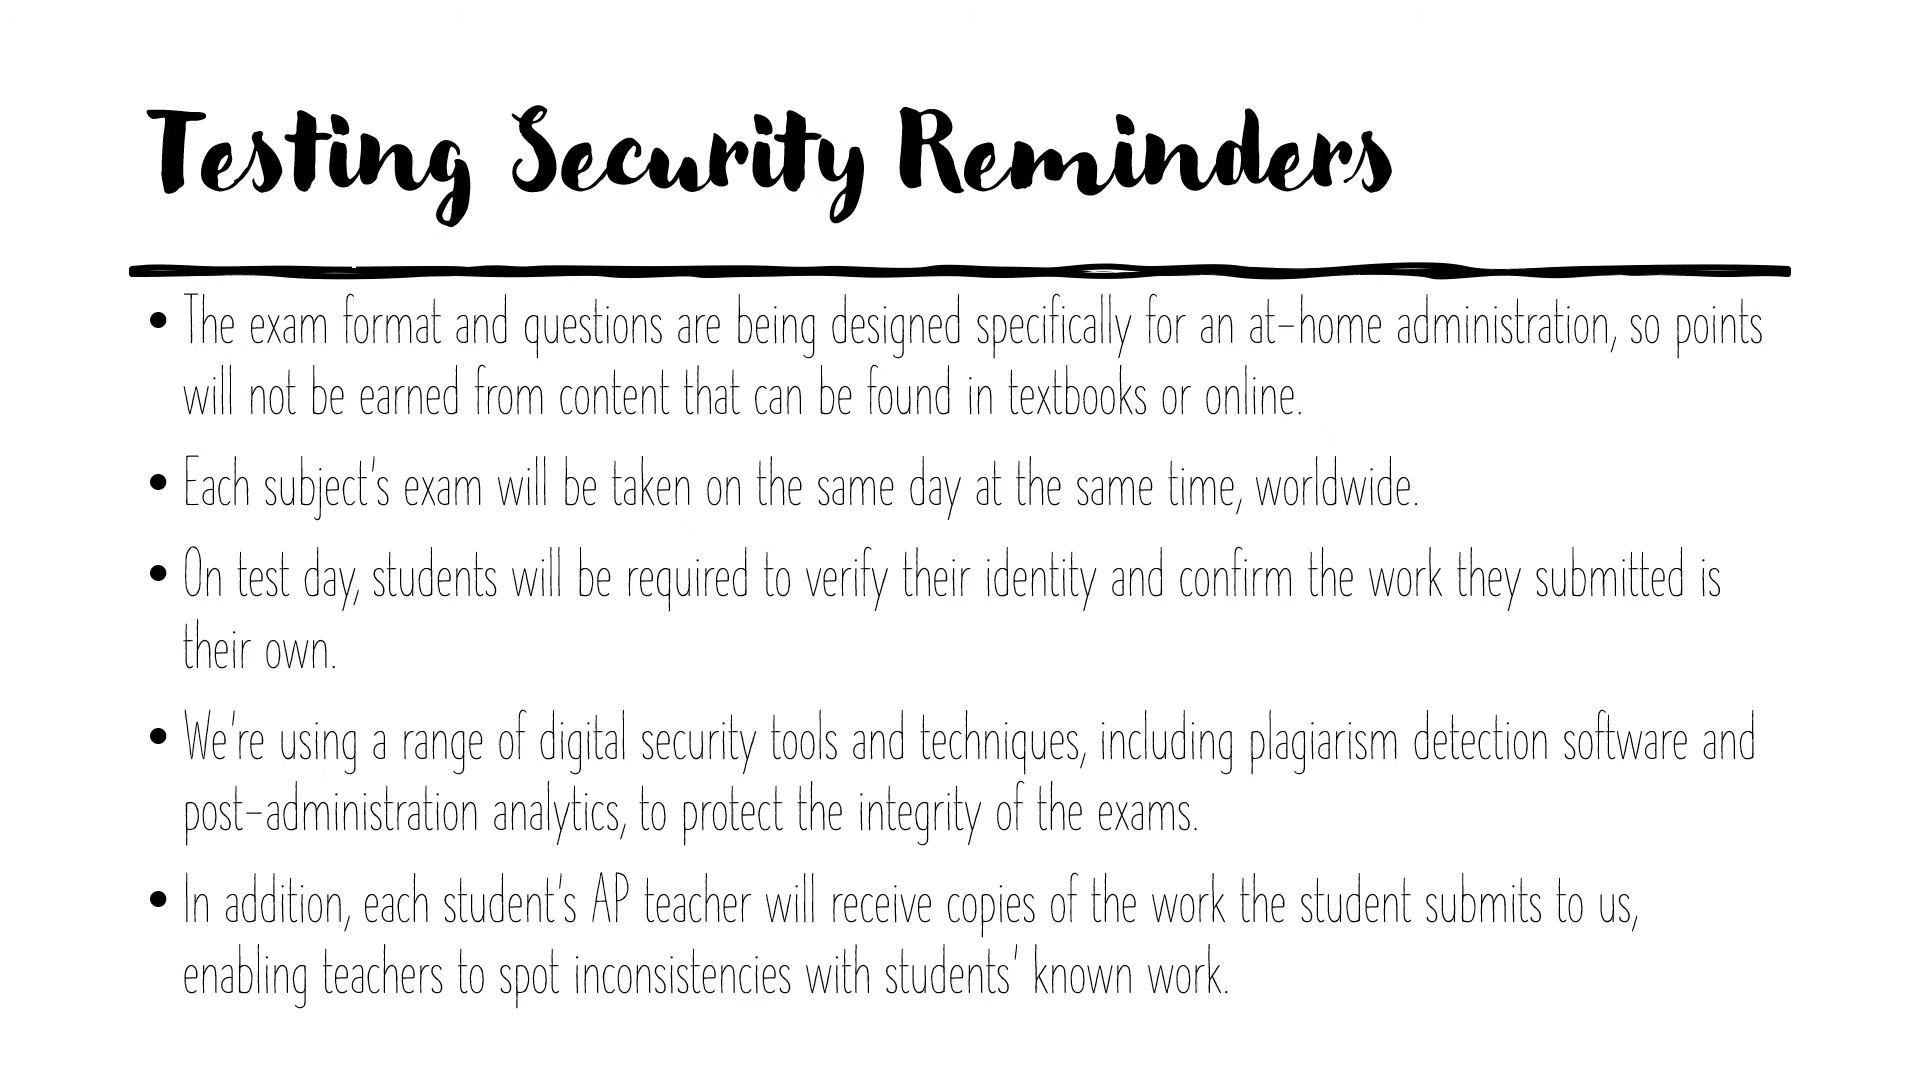 Testing Security Reminders
• The exam format and questions are being designed specifically for an at-home administration, so points
will not be earned from content that can be found in textbooks or online.
• Each subject's exam will be taken on the same day at the same time, worldwide.
• On test day, students will be required to verify their identity and confirm the work they submitted is
their own.
• We're using a range of digital security tools and techniques, including plagiarism detection software and
post-administration analytics, to protect the integrity of the exams.
• In addition, each student's AP teacher will receive copies of the work the student submits to us,
enabling teachers to spot inconsistencies with students' known work.